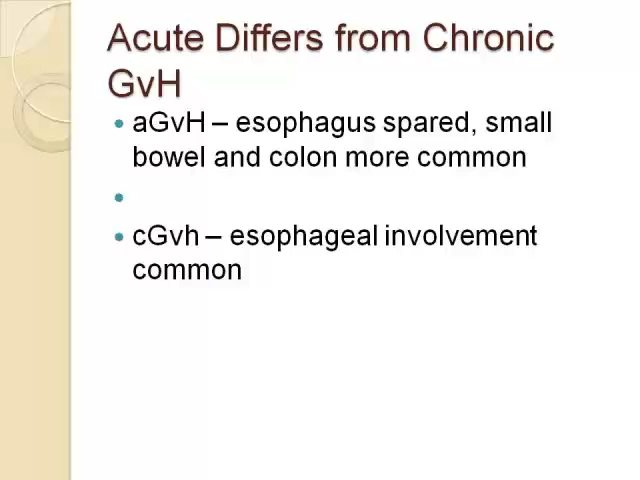 Acute Differs from Chronic
GvH
• aGvH – esophagus spared, small
bowel and colon more common
•
• cGvh – esophageal involvement
common